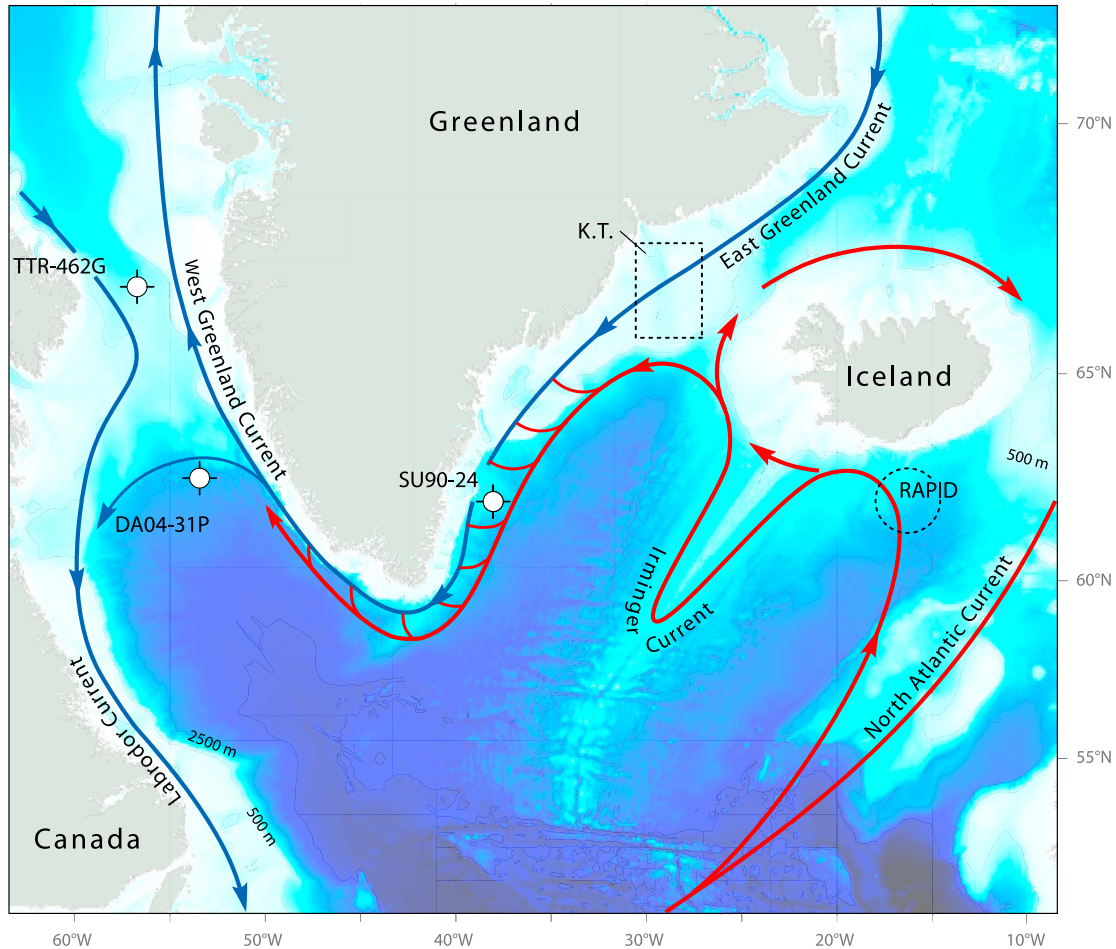 Greenland
70°N
K.T.
East Greenland Current
TTR-462G
West Greenland Current
65°N
Iceland
500 m
SU90-24
RAPID
DA04-31P
Irminger
Current
60°N
North Atlantic Current
Labrodor Current
2500 m
55°N
500 m
Canada
60°W
50°W
40°W
30°W
20°W
10°W